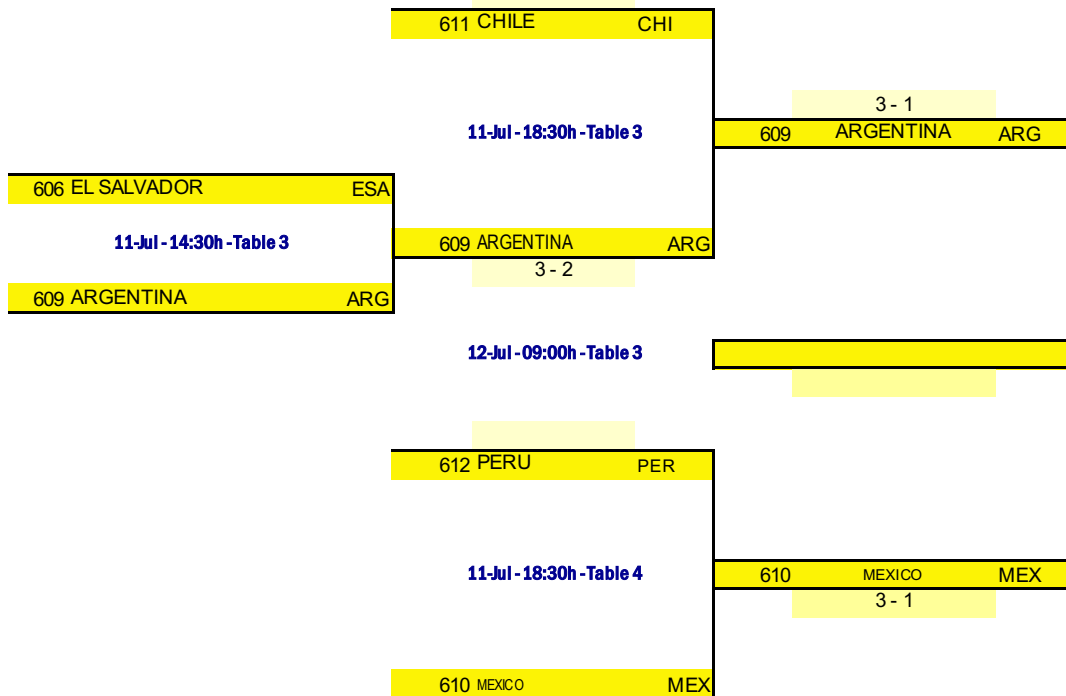 611 CHILE CHI
3 - 1
11-Jul - 18:30h - Table 3
609 ARGENTINA ARG
606 EL SALVADOR ESA
11-Jul - 14:30h - Table 3
609 ARGENTINA ARG
3 - 2
609 ARGENTINA ARG
12-Jul - 09:00h - Table 3
612 PERU PER
11-Jul - 18:30h - Table 4
610 MEXICO MEX
3 - 1
610 MEXICO MEX